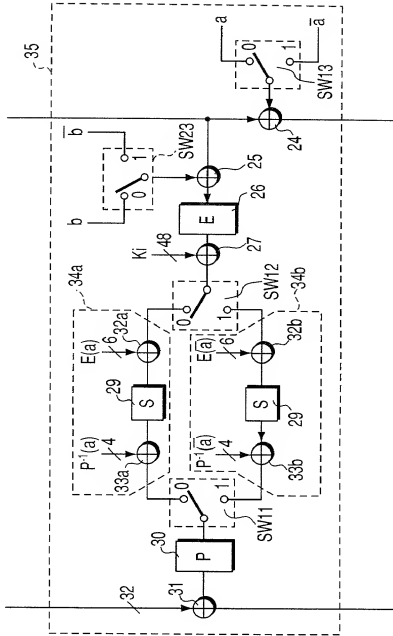 35
a
0
1
a̅
SW13
24
b
b̅
0
1
SW23
25
E
26
Ki
48
27
34a
SW12
0
1
34b
E(a)
6
32a
S
29
P⁻¹(a)
4
33a
E(a̅)
6
32b
S
29
P⁻¹(a̅)
4
33b
0
1
SW11
P
30
32
31